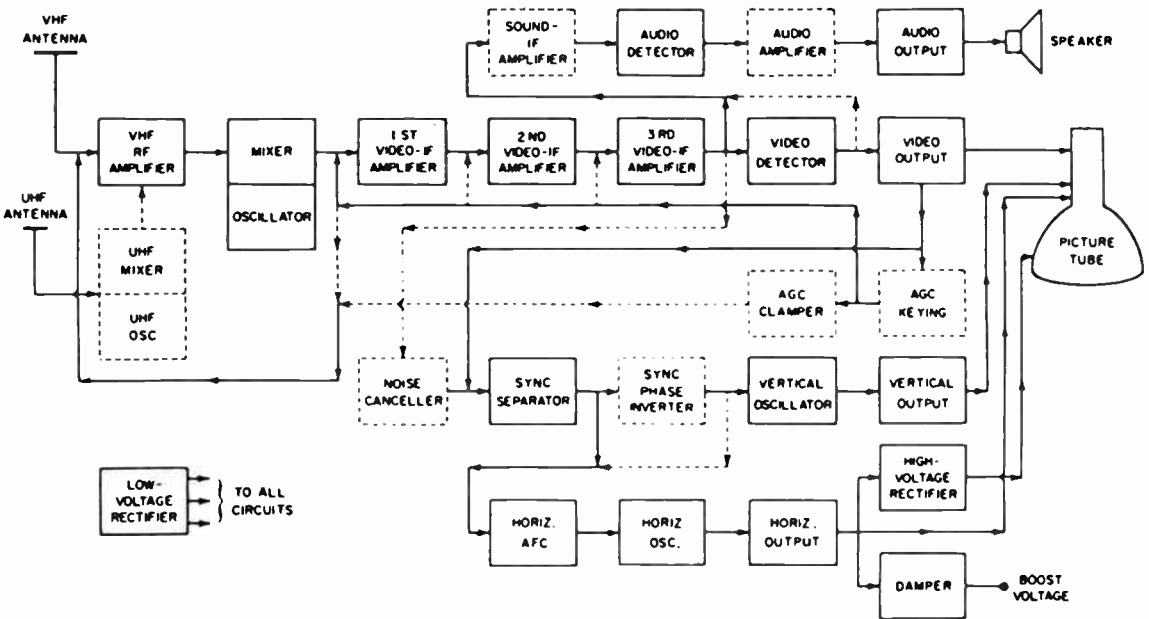 VHF
ANTENNA
SOUND-
IF
AMPLIFIER
AUDIO
DETECTOR
AUDIO
AMPLIFIER
AUDIO
OUTPUT
SPEAKER
VHF
RF
AMPLIFIER
MIXER
OSCILLATOR
1 ST
VIDEO-IF
AMPLIFIER
2 ND
VIDEO-IF
AMPLIFIER
3 RD
VIDEO-IF
AMPLIFIER
VIDEO
DETECTOR
VIDEO
OUTPUT
UHF
ANTENNA
UHF
MIXER
UHF
OSC
PICTURE
TUBE
AGC
CLAMPER
AGC
KEYING
NOISE
CANCELLER
SYNC
SEPARATOR
SYNC
PHASE
INVERTER
VERTICAL
OSCILLATOR
VERTICAL
OUTPUT
LOW-
VOLTAGE
RECTIFIER
TO ALL
CIRCUITS
HIGH-
VOLTAGE
RECTIFIER
HORIZ.
AFC
HORIZ
OSC.
HORIZ.
OUTPUT
DAMPER
BOOST
VOLTAGE